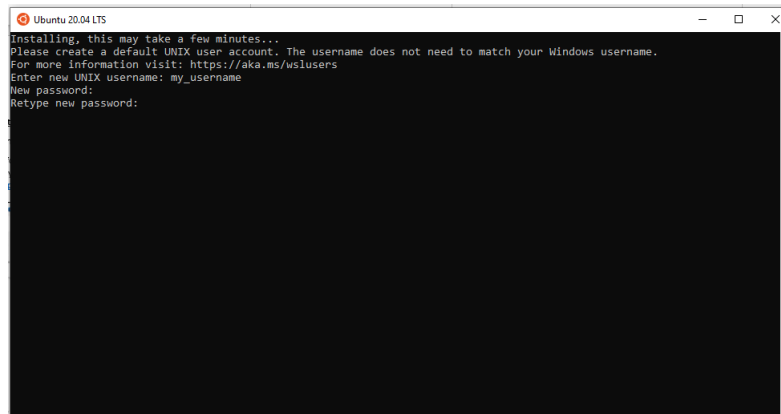 Ubuntu 20.04 LTS
Installing, this may take a few minutes...
Please create a default UNIX user account. The username does not need to match your Windows username.
For more information visit: https://aka.ms/wslusers
Enter new UNIX username: my_username
New password:
Retype new password: